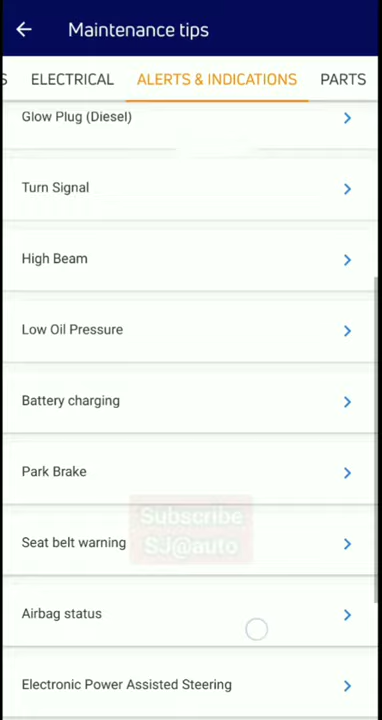 Maintenance tips
S ELECTRICAL ALERTS & INDICATIONS PARTS
Glow Plug (Diesel)
Turn Signal
High Beam
Low Oil Pressure
Battery charging
Park Brake
Subscribe
Seat belt warning
SJ@auto
Airbag status
Electronic Power Assisted Steering